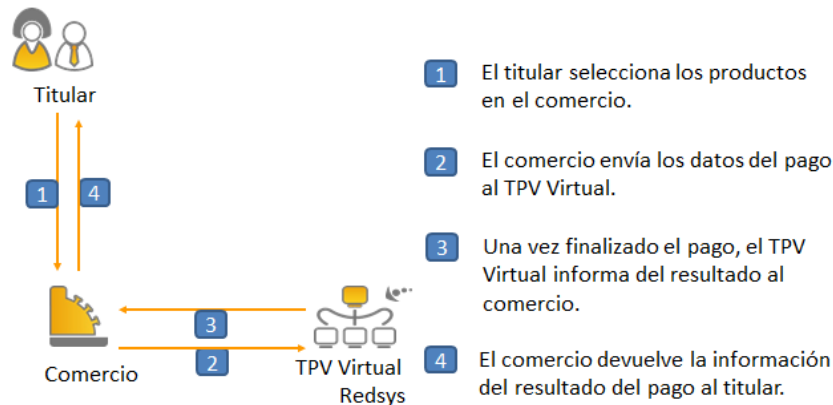 Titular
1
4
3
2
Comercio
TPV Virtual
Redsys
1
El titular selecciona los productos
en el comercio.
2
El comercio envía los datos del pago
al TPV Virtual.
3
Una vez finalizado el pago, el TPV
Virtual informa del resultado al
comercio.
4
El comercio devuelve la información
del resultado del pago al titular.